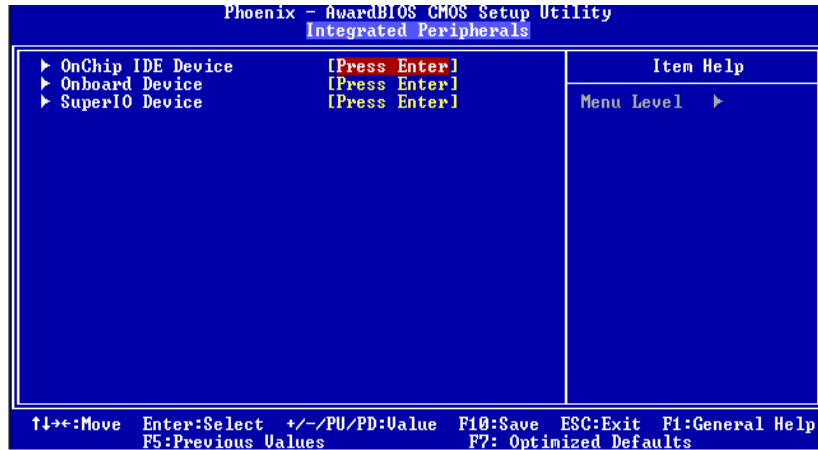 Phoenix - AwardBIOS CMOS Setup Utility
Integrated Peripherals
▶ OnChip IDE Device [Press Enter]
▶ Onboard Device [Press Enter]
▶ SuperIO Device [Press Enter]
Item Help
Menu Level ▶
↑↓→←:Move Enter:Select +/-/PU/PD:Value F10:Save ESC:Exit F1:General Help
F5:Previous Values F7: Optimized Defaults